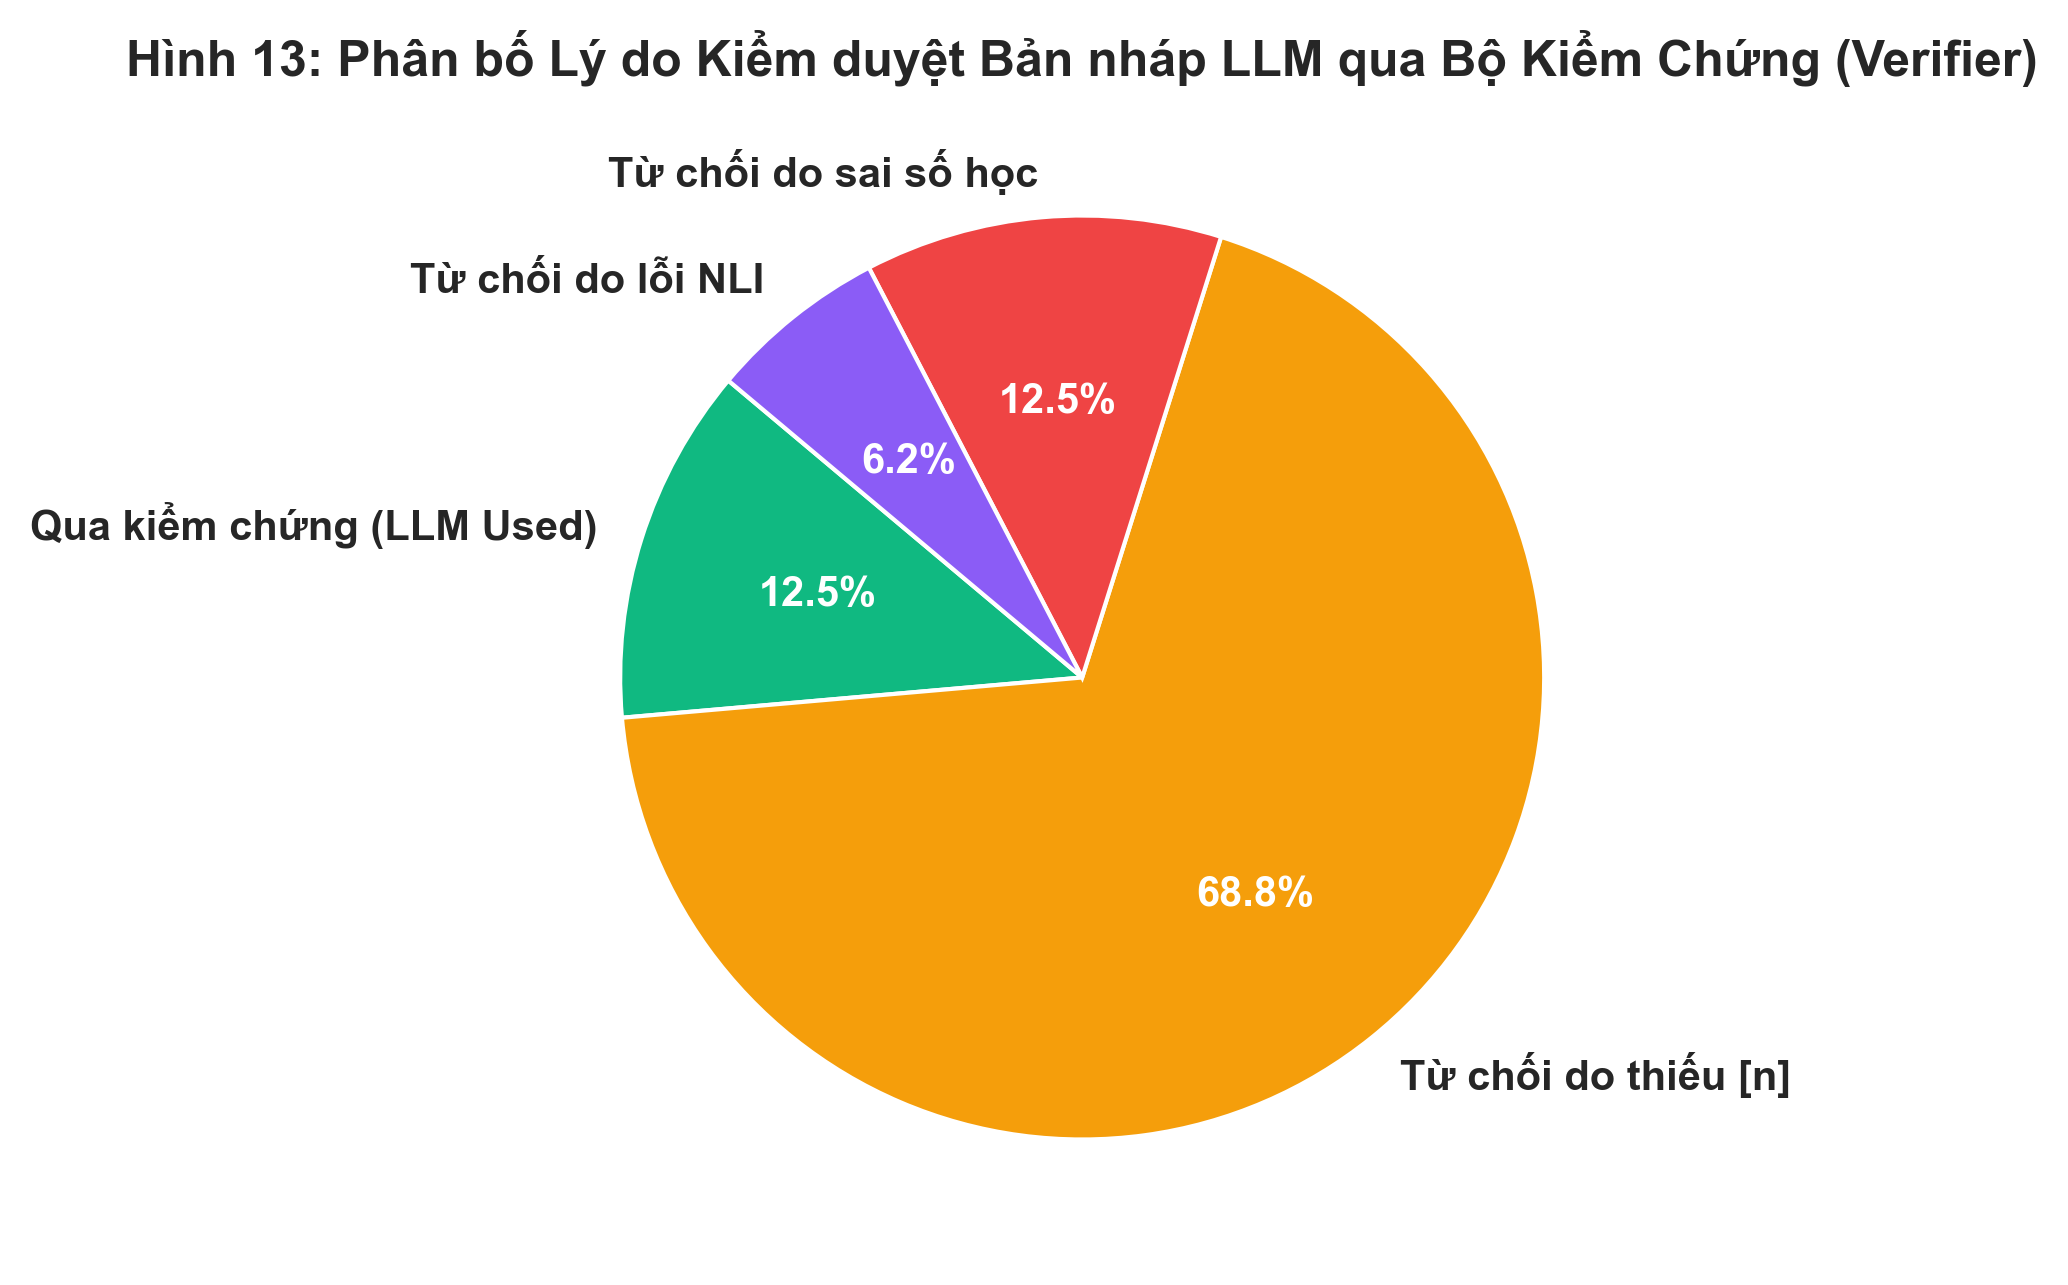 Hình 13: Phân bố Lý do Kiểm duyệt Bản nháp LLM qua Bộ Kiểm Chứng (Verifier)
Từ chối do sai số học
Từ chối do lỗi NLI
12.5%
6.2%
Qua kiểm chứng (LLM Used)
12.5%
68.8%
Từ chối do thiếu [n]